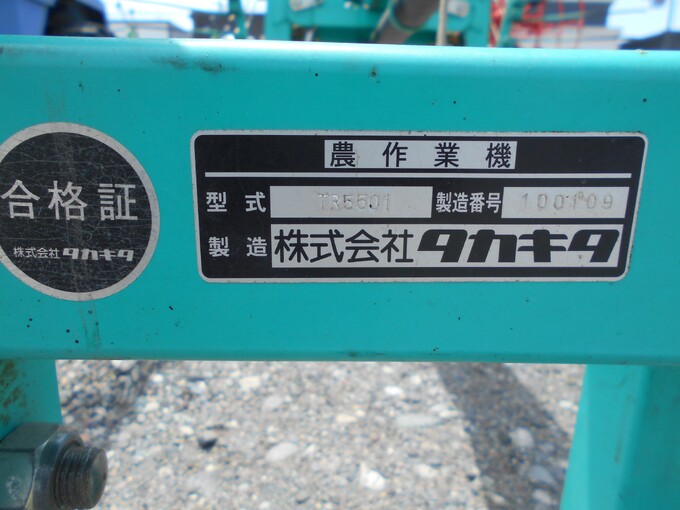 合格証
株式会社 タカキタ
農作業機
型式 TR5501 製造番号 100109
製造 株式会社 タカキタ